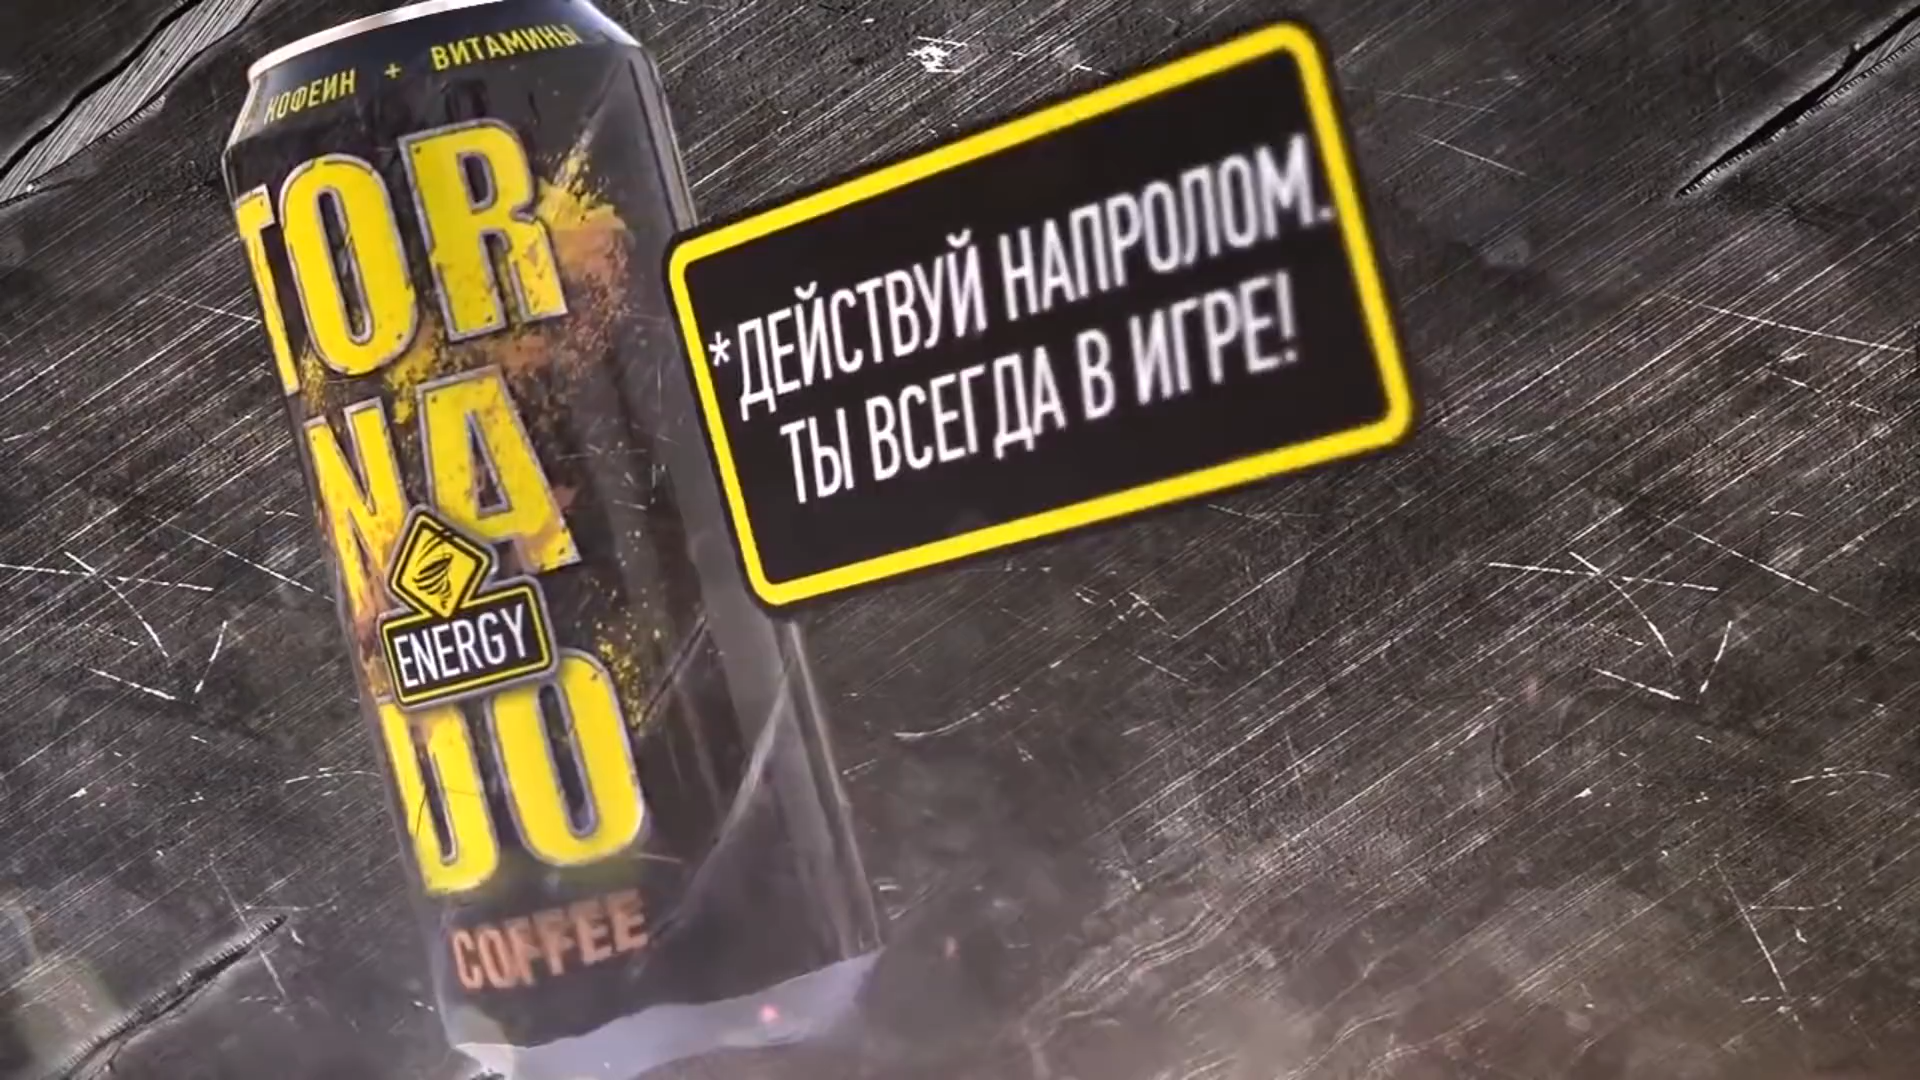 КОФЕИН + ВИТАМИНЫ
TOR
NA
DO
ENERGY
COFFEE
*ДЕЙСТВУЙ НАПРОЛОМ.
ТЫ ВСЕГДА В ИГРЕ!